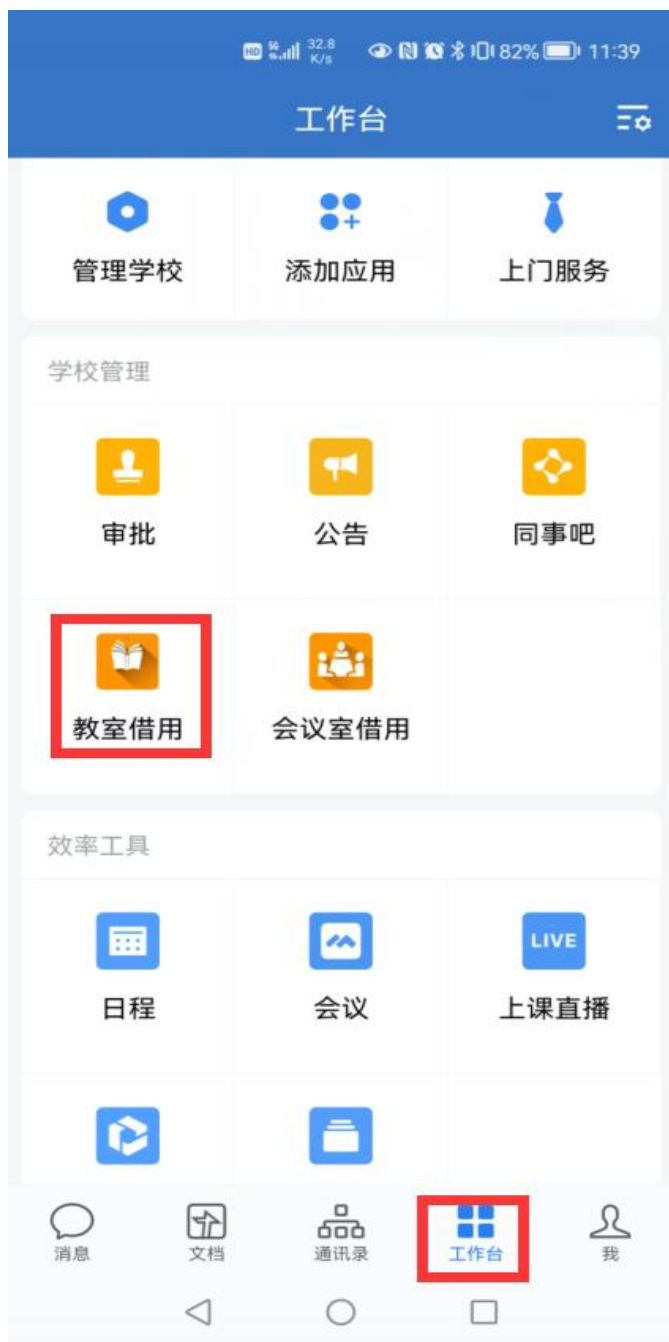 HD 5G 32.8 K/s 82% 11:39
工作台
管理学校 添加应用 上门服务
学校管理
审批 公告 同事吧
教室借用 会议室借用
效率工具
LIVE
日程 会议 上课直播
消息 文档 通讯录 工作台 我